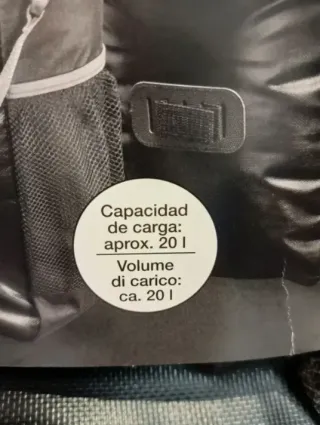 Capacidad
de carga:
aprox. 20 l
Volume
di carico:
ca. 20 l